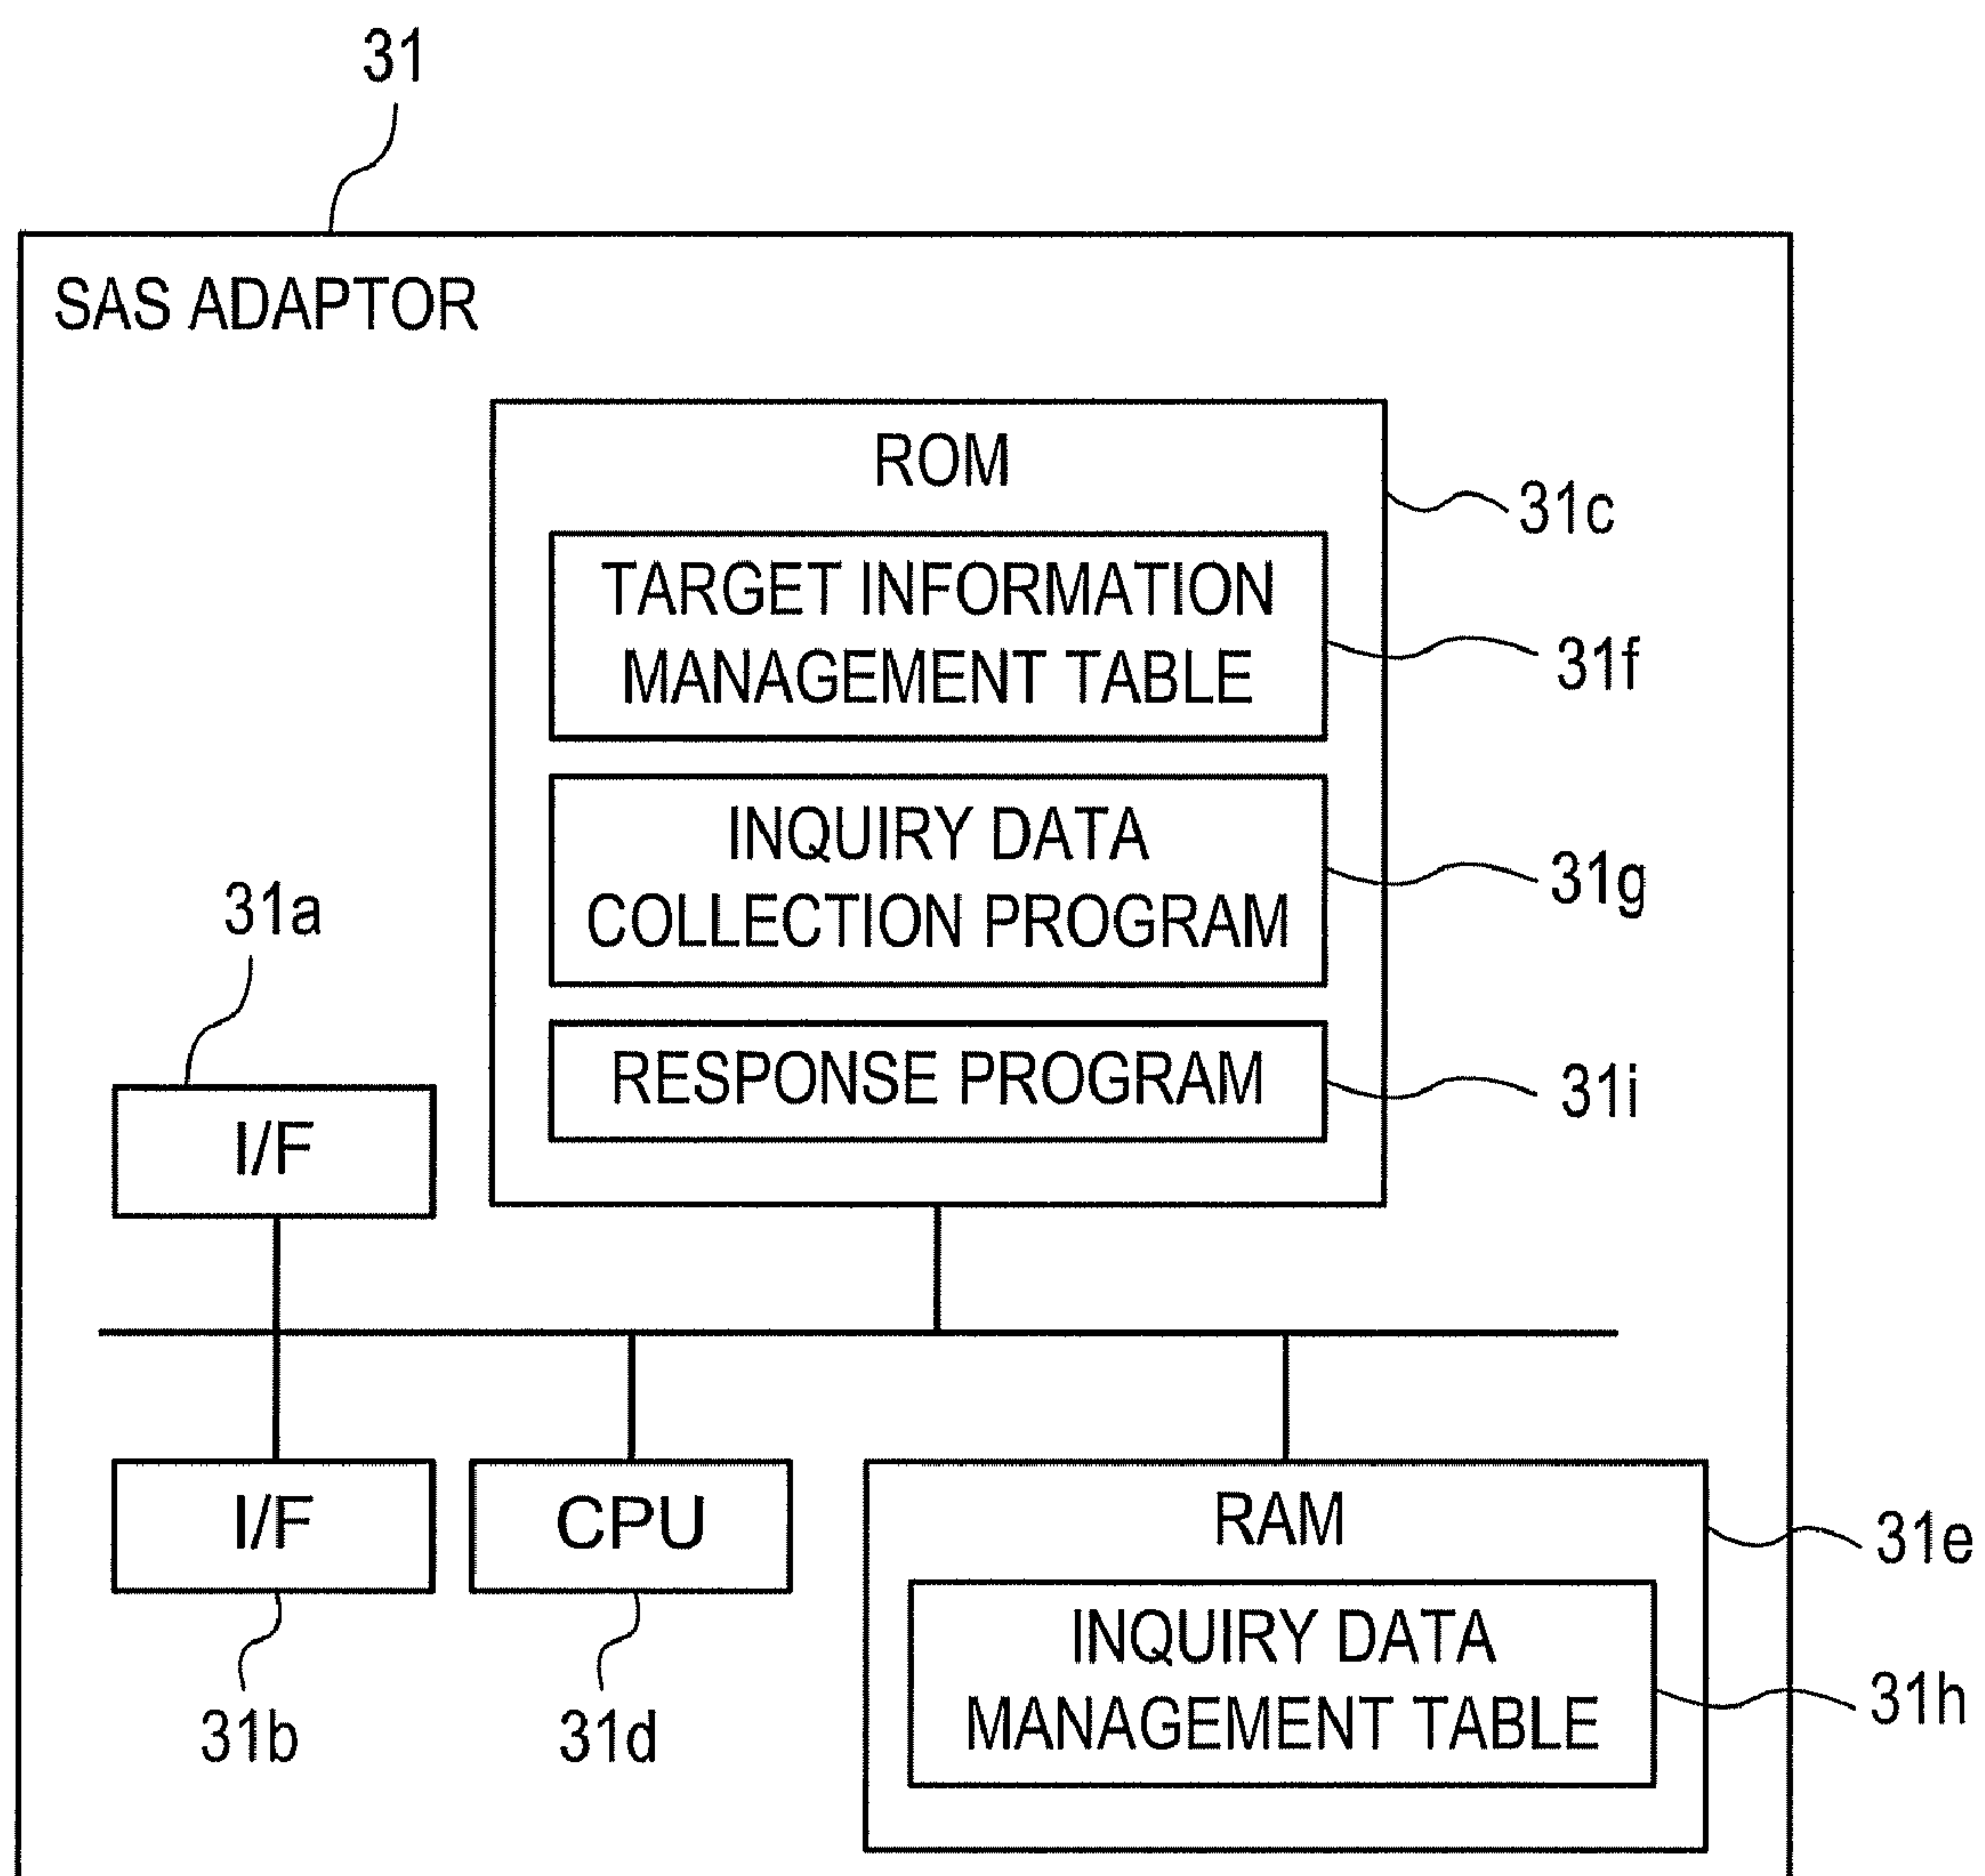 31
SAS ADAPTOR
ROM
31c
TARGET INFORMATION
MANAGEMENT TABLE
31f
INQUIRY DATA
COLLECTION PROGRAM
31g
31a
RESPONSE PROGRAM
31i
I/F
I/F
CPU
RAM
31e
INQUIRY DATA
MANAGEMENT TABLE
31h
31b
31d